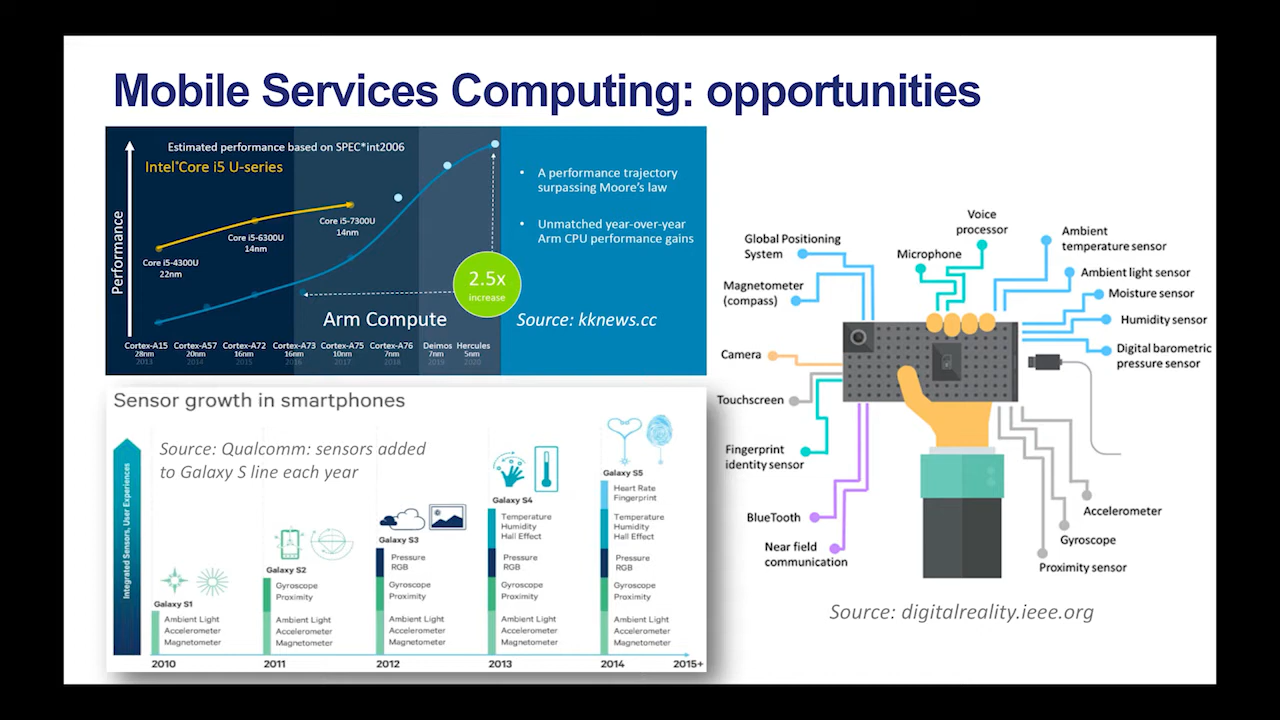 Mobile Services Computing: opportunities
Estimated performance based on SPEC*int2006
Intel®Core i5 U-series
Performance
Core i5-4300U
22nm
Core i5-6300U
14nm
Core i5-7300U
14nm
2.5x
increase
Arm Compute
Cortex-A15
28nm
2013
Cortex-A57
20nm
2014
Cortex-A72
16nm
2015
Cortex-A73
16nm
2016
Cortex-A75
10nm
2017
Cortex-A76
7nm
2018
Deimos
7nm
2019
Hercules
5nm
2020
• A performance trajectory
surpassing Moore's law
• Unmatched year-over-year
Arm CPU performance gains
Source: kknews.cc
Sensor growth in smartphones
Source: Qualcomm: sensors added
to Galaxy S line each year
Integrated Sensors, User Experiences
Galaxy S1
Ambient Light
Accelerometer
Magnetometer
2010
Galaxy S2
Gyroscope
Proximity
Ambient Light
Accelerometer
Magnetometer
2011
Galaxy S3
Pressure
RGB
Gyroscope
Proximity
Ambient Light
Accelerometer
Magnetometer
2012
Galaxy S4
Temperature
Humidity
Hall Effect
Pressure
RGB
Gyroscope
Proximity
Ambient Light
Accelerometer
Magnetometer
2013
Galaxy S5
Heart Rate
Fingerprint
Temperature
Humidity
Hall Effect
Pressure
RGB
Gyroscope
Proximity
Ambient Light
Accelerometer
Magnetometer
2014
2015+
Voice
processor
Microphone
Global Positioning
System
Magnetometer
(compass)
Camera
Touchscreen
Fingerprint
identity sensor
BlueTooth
Near field
communication
Ambient
temperature sensor
Ambient light sensor
Moisture sensor
Humidity sensor
Digital barometric
pressure sensor
Accelerometer
Gyroscope
Proximity sensor
Source: digitalreality.ieee.org